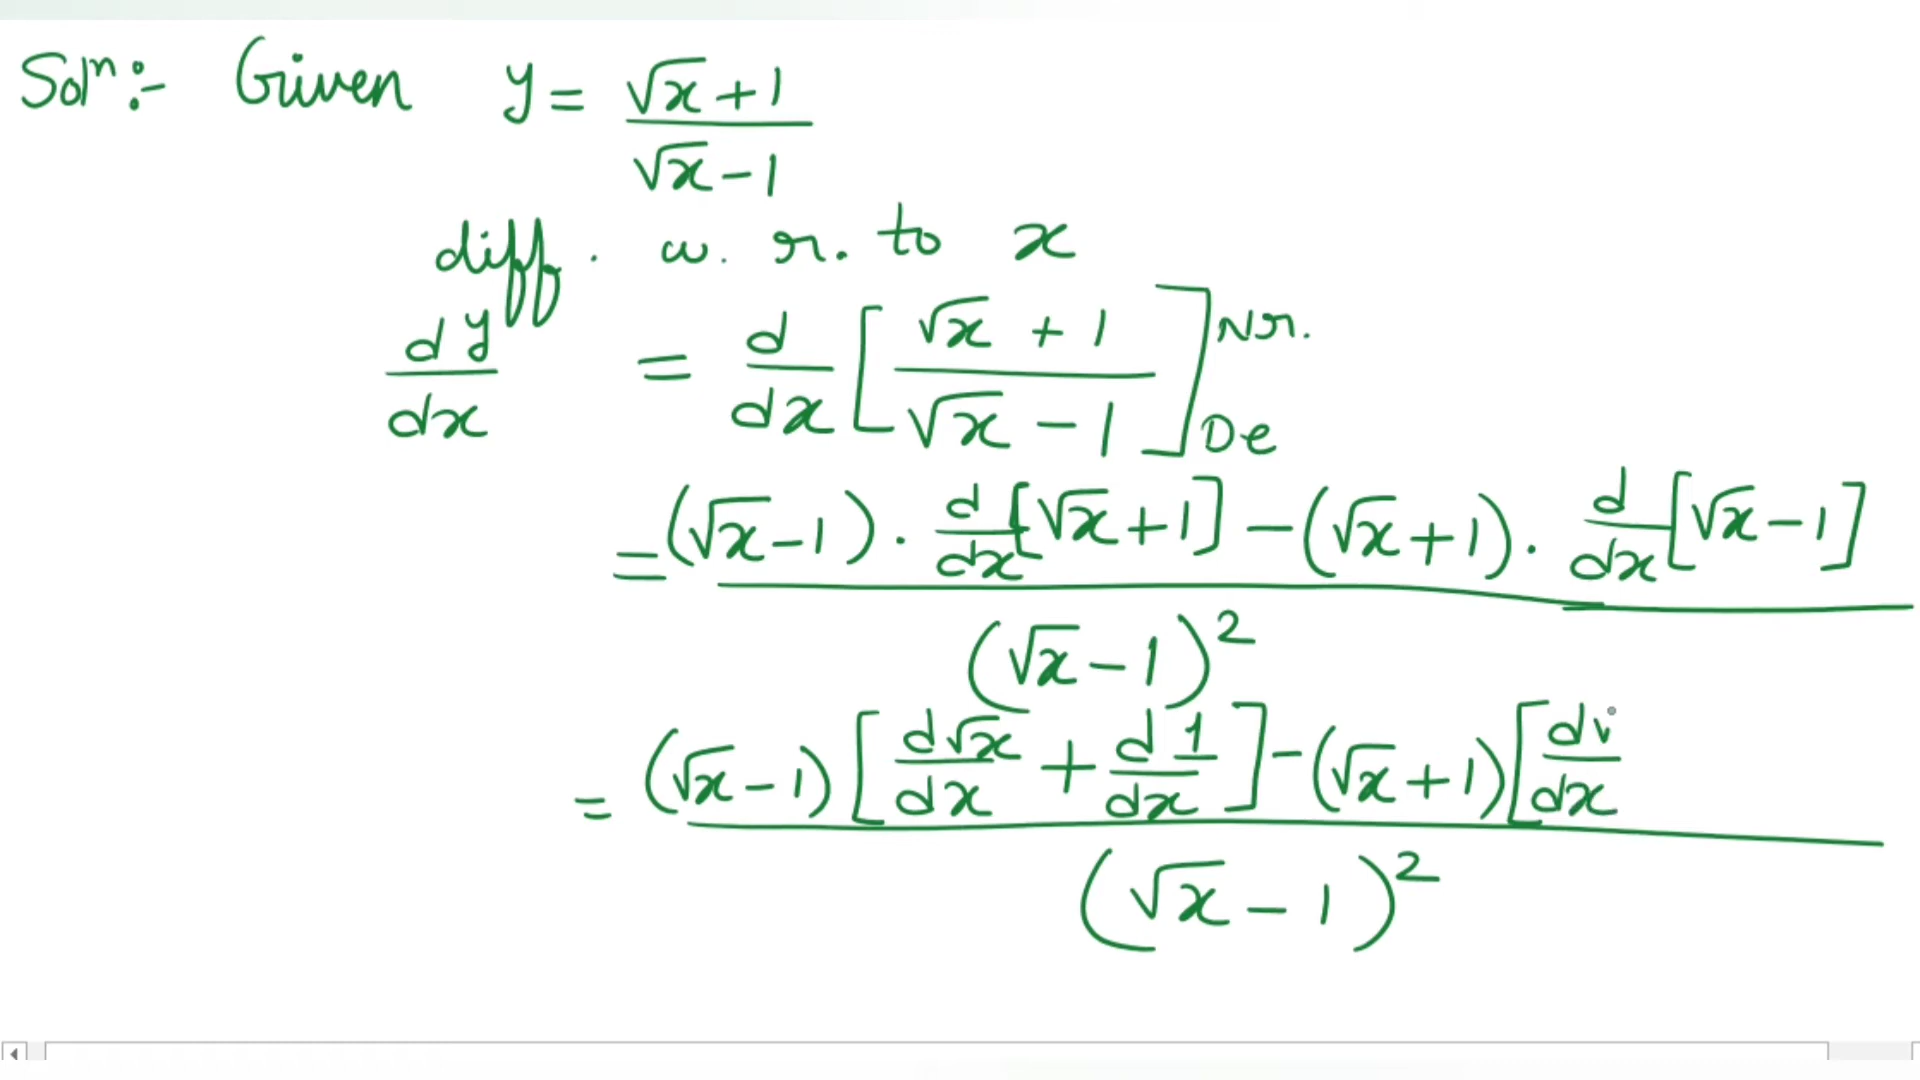 Solⁿ:- Given y = (√x + 1)/(√x - 1)
diff. w. r. to x
dy/dx = d/dx [(√x + 1)/(√x - 1)] Nr. De
= ((√x - 1) · d/dx [√x + 1] - (√x + 1) · d/dx [√x - 1])/(√x - 1)²
= ((√x - 1) [d√x/dx + d1/dx] - (√x + 1) [d/dx)/(√x - 1)²